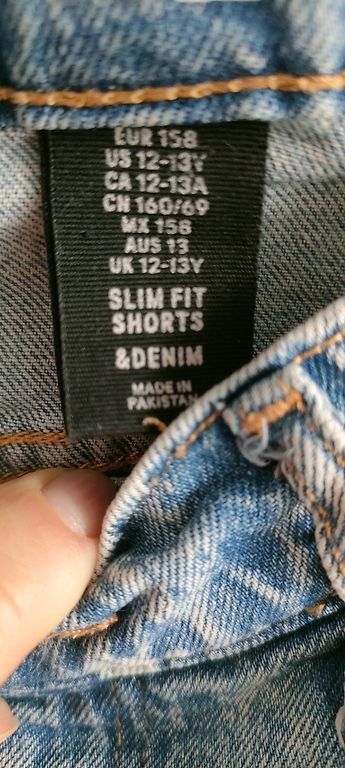 EUR 158
US 12-13Y
CA 12-13A
CN 160/69
MX 158
AUS 13
UK 12-13Y
SLIM FIT
SHORTS
&DENIM
MADE IN
PAKISTAN